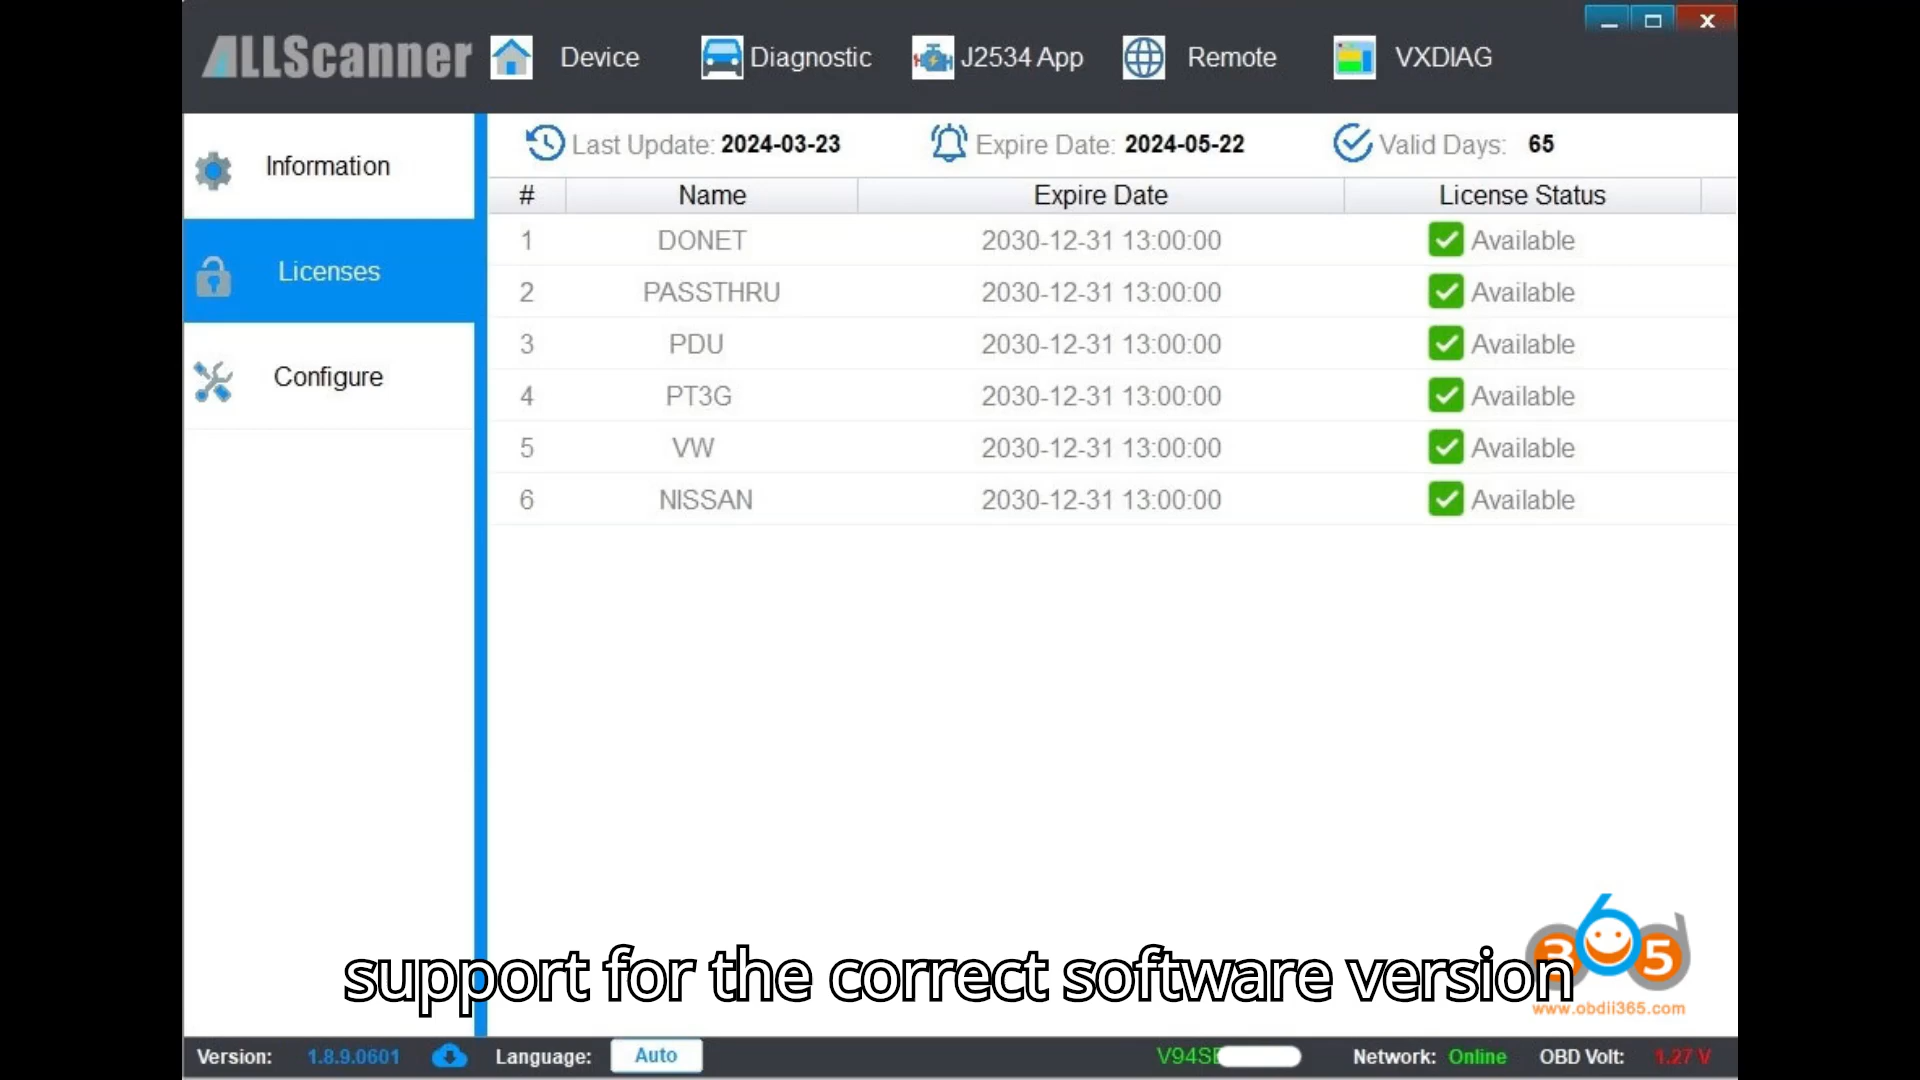 ALLScanner Device Diagnostic J2534 App Remote VXDIAG
Information
Licenses
Configure
Last Update: 2024-03-23 Expire Date: 2024-05-22 Valid Days: 65
# Name Expire Date License Status
1 DONET 2030-12-31 13:00:00 Available
2 PASSTHRU 2030-12-31 13:00:00 Available
3 PDU 2030-12-31 13:00:00 Available
4 PT3G 2030-12-31 13:00:00 Available
5 VW 2030-12-31 13:00:00 Available
6 NISSAN 2030-12-31 13:00:00 Available
365
support for the correct software version
www.obdii365.com
Version: 1.8.9.0601 Language: Auto Network: Online OBD Volt: 1.27 V